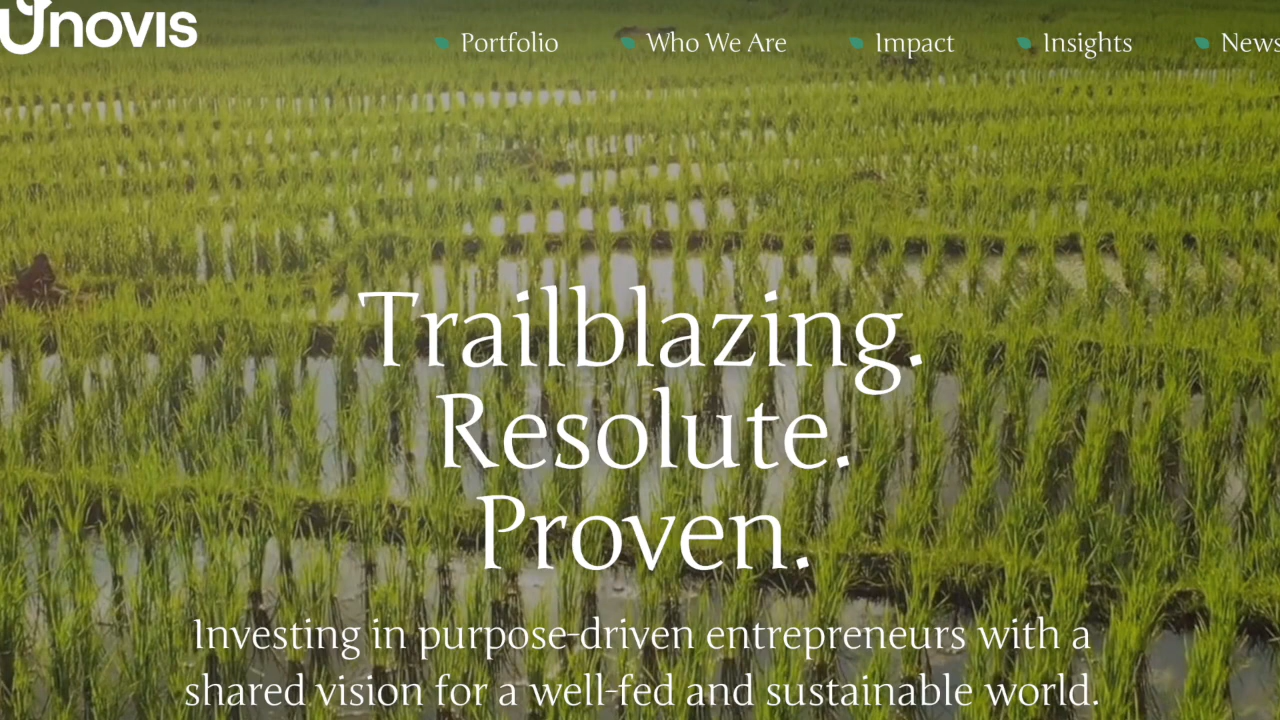 Unovis
Portfolio
Who We Are
Impact
Insights
News
Trailblazing.
Resolute.
Proven.
Investing in purpose-driven entrepreneurs with a
shared vision for a well-fed and sustainable world.